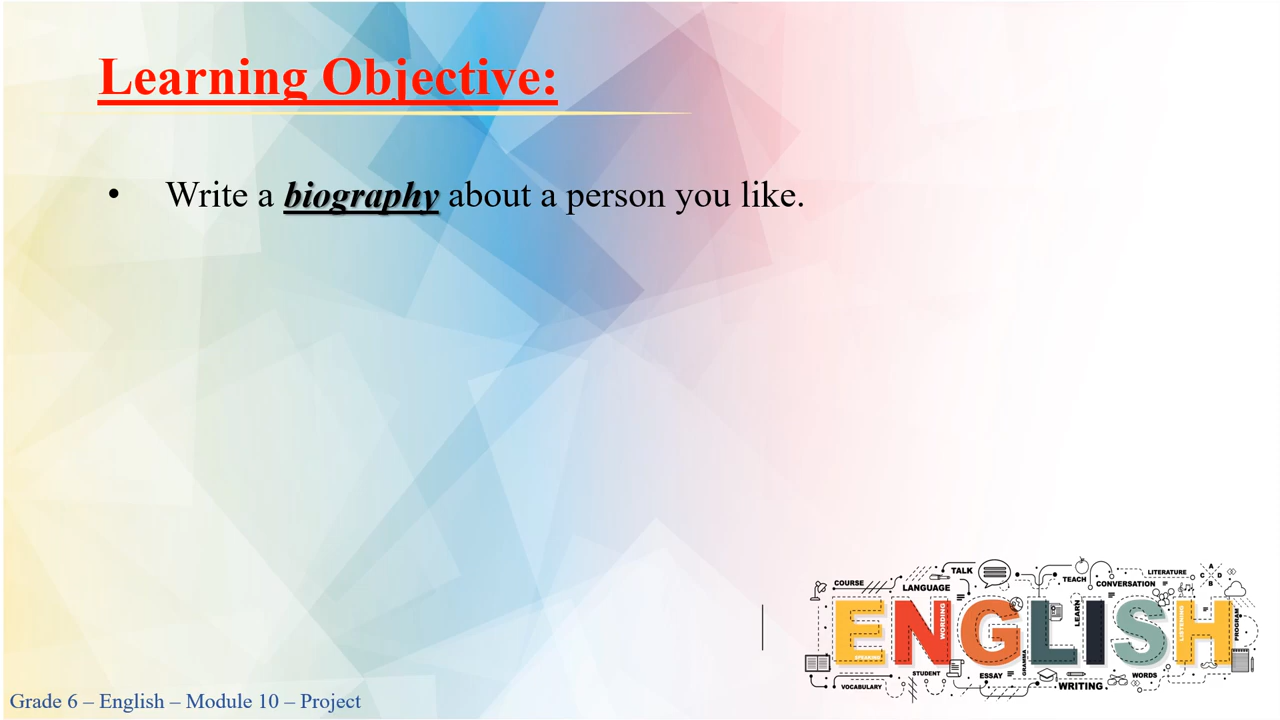 Learning Objective:
• Write a biography about a person you like.
TALK
COURSE
LANGUAGE
TEACH
CONVERSATION
LITERATURE
A
C D
B
ENGLISH
WORDING
LEARN
LISTENING
PROGRAM
GRAMMAR
STUDENT
ESSAY
WORDS
VOCABULARY
WRITING
Grade 6 – English – Module 10 – Project